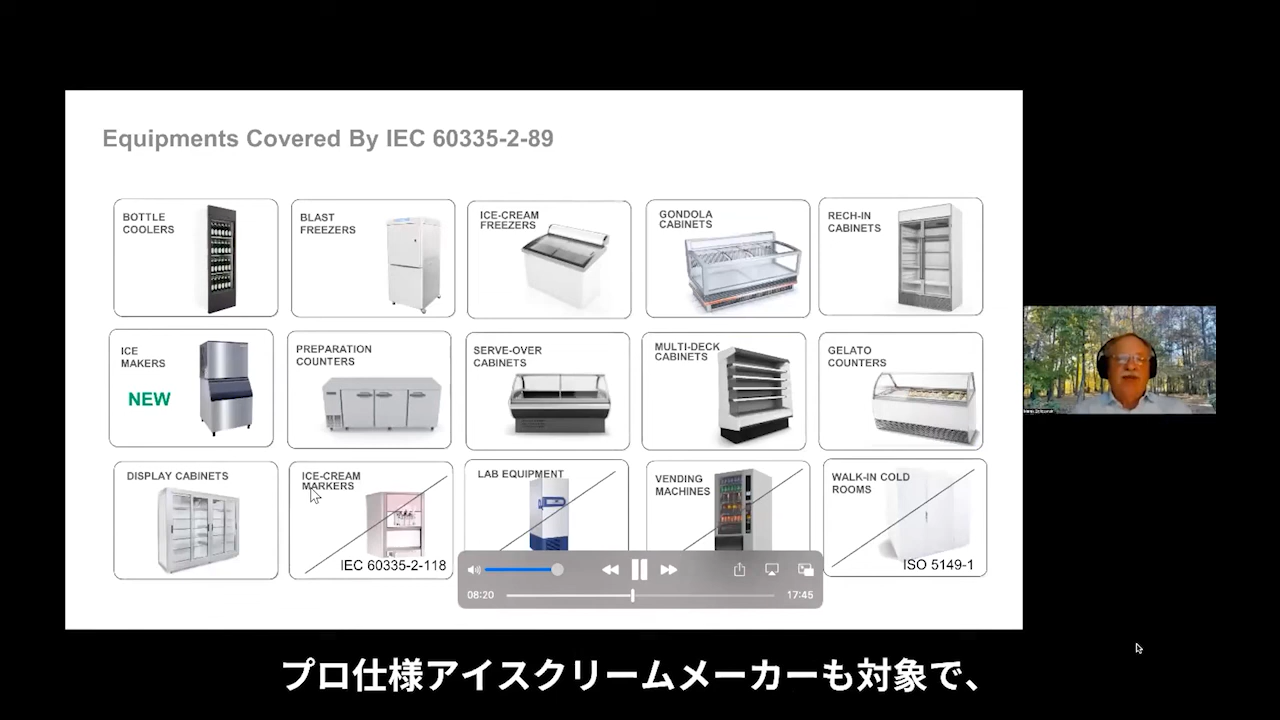 Equipments Covered By IEC 60335-2-89
BOTTLE
COOLERS
BLAST
FREEZERS
ICE-CREAM
FREEZERS
GONDOLA
CABINETS
RECH-IN
CABINETS
ICE
MAKERS
NEW
PREPARATION
COUNTERS
SERVE-OVER
CABINETS
MULTI-DECK
CABINETS
GELATO
COUNTERS
DISPLAY CABINETS
ICE-CREAM
MARKERS
IEC 60335-2-118
LAB EQUIPMENT
VENDING
MACHINES
WALK-IN COLD
ROOMS
ISO 5149-1
08:20
17:45
プロ仕様アイスクリームメーカーも対象で、